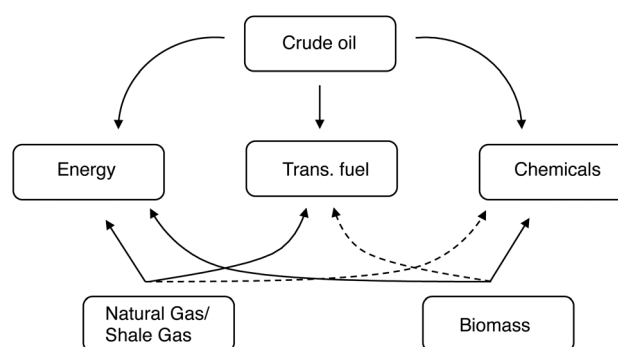 Crude oil
Energy
Trans. fuel
Chemicals
Natural Gas/
Shale Gas
Biomass